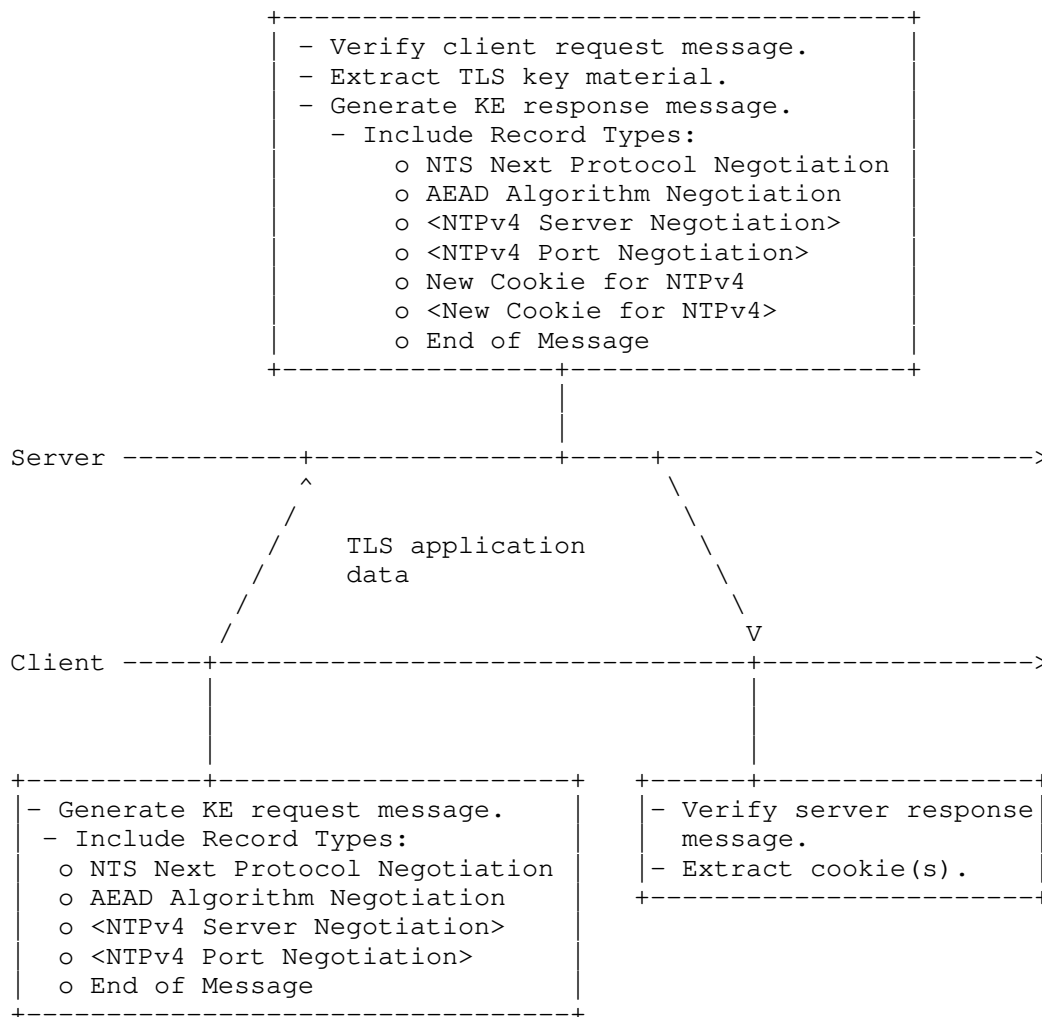 - Verify client request message.
- Extract TLS key material.
- Generate KE response message.
- Include Record Types:
o NTS Next Protocol Negotiation
o AEAD Algorithm Negotiation
o <NTPv4 Server Negotiation>
o <NTPv4 Port Negotiation>
o New Cookie for NTPv4
o <New Cookie for NTPv4>
o End of Message
Server
TLS application
data
Client
- Generate KE request message.
- Include Record Types:
o NTS Next Protocol Negotiation
o AEAD Algorithm Negotiation
o <NTPv4 Server Negotiation>
o <NTPv4 Port Negotiation>
o End of Message
- Verify server response
message.
- Extract cookie(s).